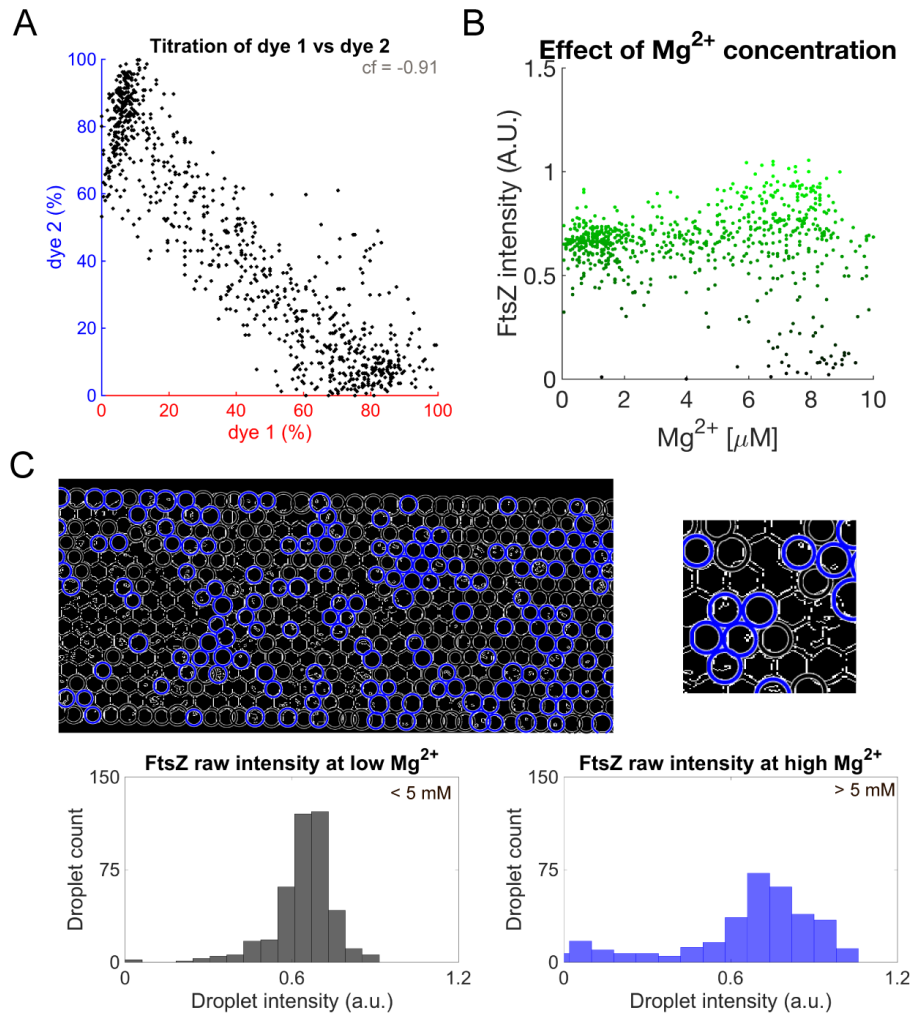 A
Titration of dye 1 vs dye 2
cf = -0.91
100
80
60
40
20
0
dye 2 (%)
0 20 40 60 80 100
dye 1 (%)
B
Effect of Mg²⁺ concentration
1.5
1
0.5
0
FtsZ intensity (A.U.)
0 2 4 6 8 10
Mg²⁺ [μM]
C
FtsZ raw intensity at low Mg²⁺
< 5 mM
150
75
0
Droplet count
0 0.6 1.2
Droplet intensity (a.u.)
FtsZ raw intensity at high Mg²⁺
> 5 mM
150
75
0
Droplet count
0 0.6 1.2
Droplet intensity (a.u.)